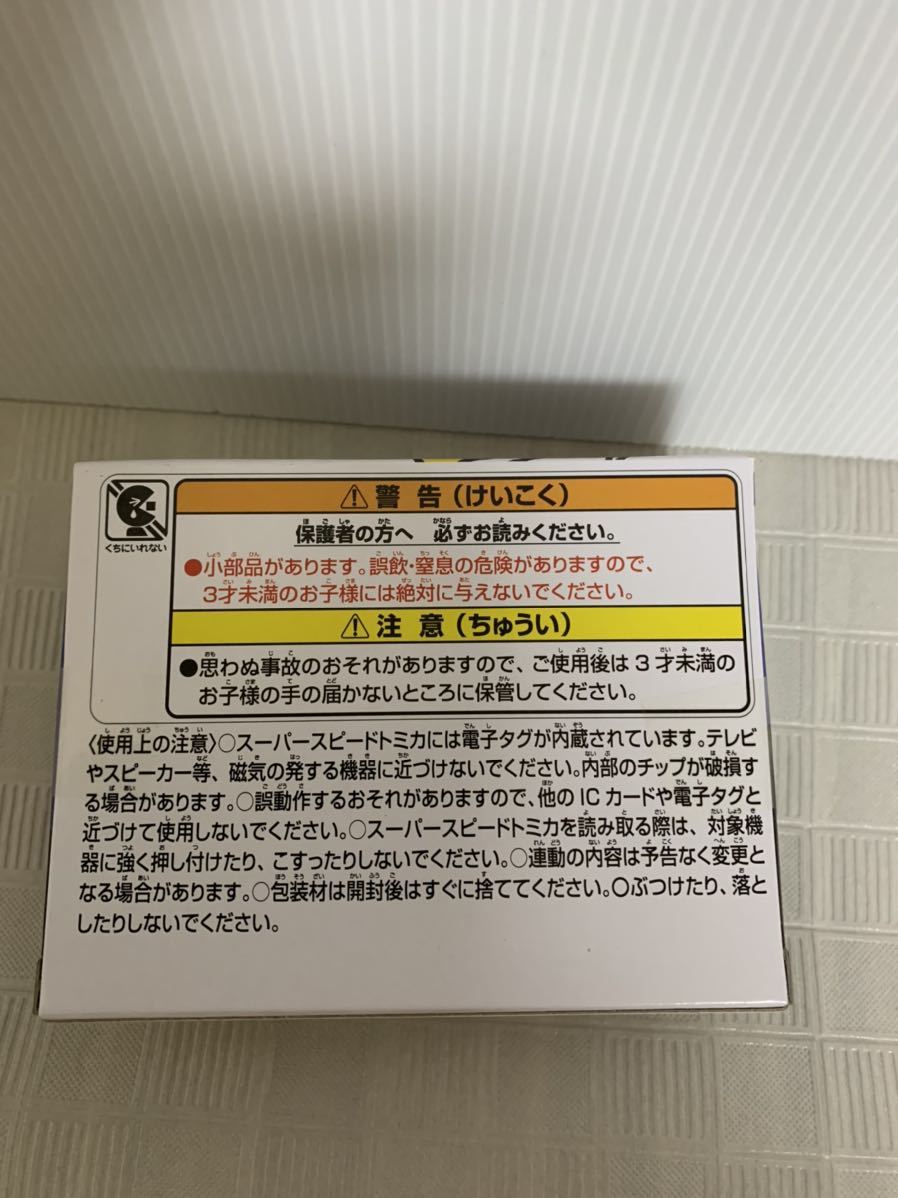 くちにいれない
⚠警告(けいこく)
保護者の方へ 必ずお読みください。
●小部品があります。誤飲・窒息の危険がありますので、
3才未満のお子様には絶対に与えないでください。
⚠注意(ちゅうい)
●思わぬ事故のおそれがありますので、ご使用後は3才未満の
お子様の手の届かないところに保管してください。
〈使用上の注意〉○スーパースピードトミカには電子タグが内蔵されています。テレビ
やスピーカー等、磁気の発する機器に近づけないでください。内部のチップが破損す
る場合があります。○誤動作するおそれがありますので、他のICカードや電子タグと
近づけて使用しないでください。○スーパースピードトミカを読み取る際は、対象機
器に強く押し付けたり、こすったりしないでください。○連動の内容は予告なく変更と
なる場合があります。○包装材は開封後はすぐに捨ててください。○ぶつけたり、落と
したりしないでください。